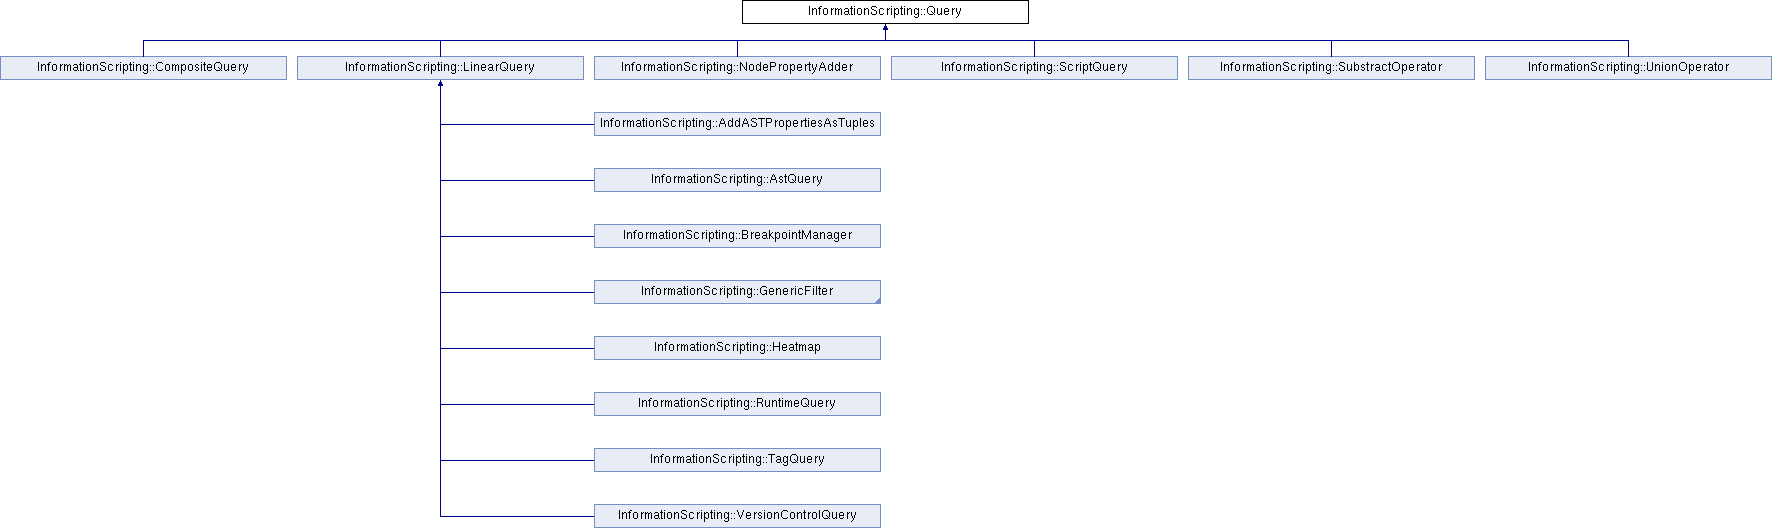 InformationScripting::Query
InformationScripting::CompositeQuery
InformationScripting::LinearQuery
InformationScripting::NodePropertyAdder
InformationScripting::ScriptQuery
InformationScripting::SubstractOperator
InformationScripting::UnionOperator
InformationScripting::AddASTPropertiesAsTuples
InformationScripting::AstQuery
InformationScripting::BreakpointManager
InformationScripting::GenericFilter
InformationScripting::Heatmap
InformationScripting::RuntimeQuery
InformationScripting::TagQuery
InformationScripting::VersionControlQuery